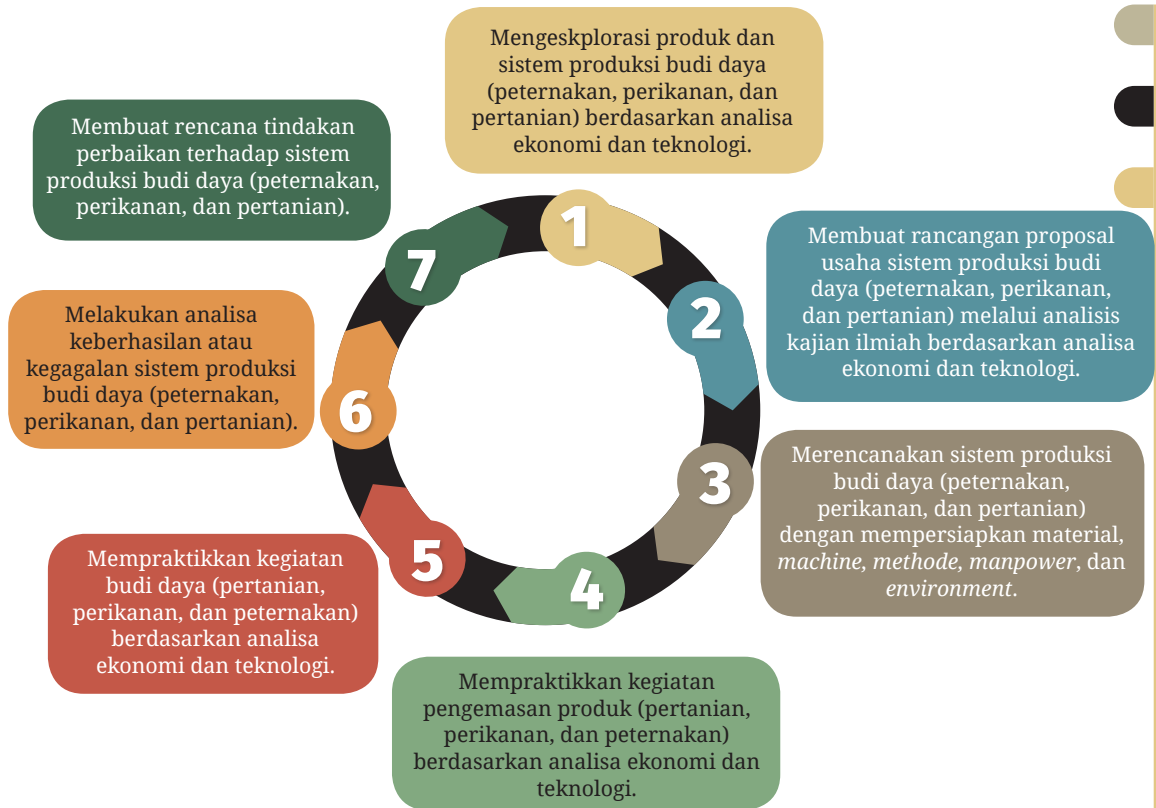 1
Mengeskplorasi produk dan
sistem produksi budi daya
(peternakan, perikanan, dan
pertanian) berdasarkan analisa
ekonomi dan teknologi.
2
Membuat rancangan proposal
usaha sistem produksi budi
daya (peternakan, perikanan,
dan pertanian) melalui analisis
kajian ilmiah berdasarkan analisa
ekonomi dan teknologi.
3
Merencanakan sistem produksi
budi daya (peternakan,
perikanan, dan pertanian)
dengan mempersiapkan material,
machine, methode, manpower, dan
environment.
4
Mempraktikkan kegiatan
pengemasan produk (pertanian,
perikanan, dan peternakan)
berdasarkan analisa ekonomi dan
teknologi.
5
Mempraktikkan kegiatan
budi daya (pertanian,
perikanan, dan peternakan)
berdasarkan analisa
ekonomi dan teknologi.
6
Melakukan analisa
keberhasilan atau
kegagalan sistem produksi
budi daya (peternakan,
perikanan, dan pertanian).
7
Membuat rencana tindakan
perbaikan terhadap sistem
produksi budi daya (peternakan,
perikanan, dan pertanian).